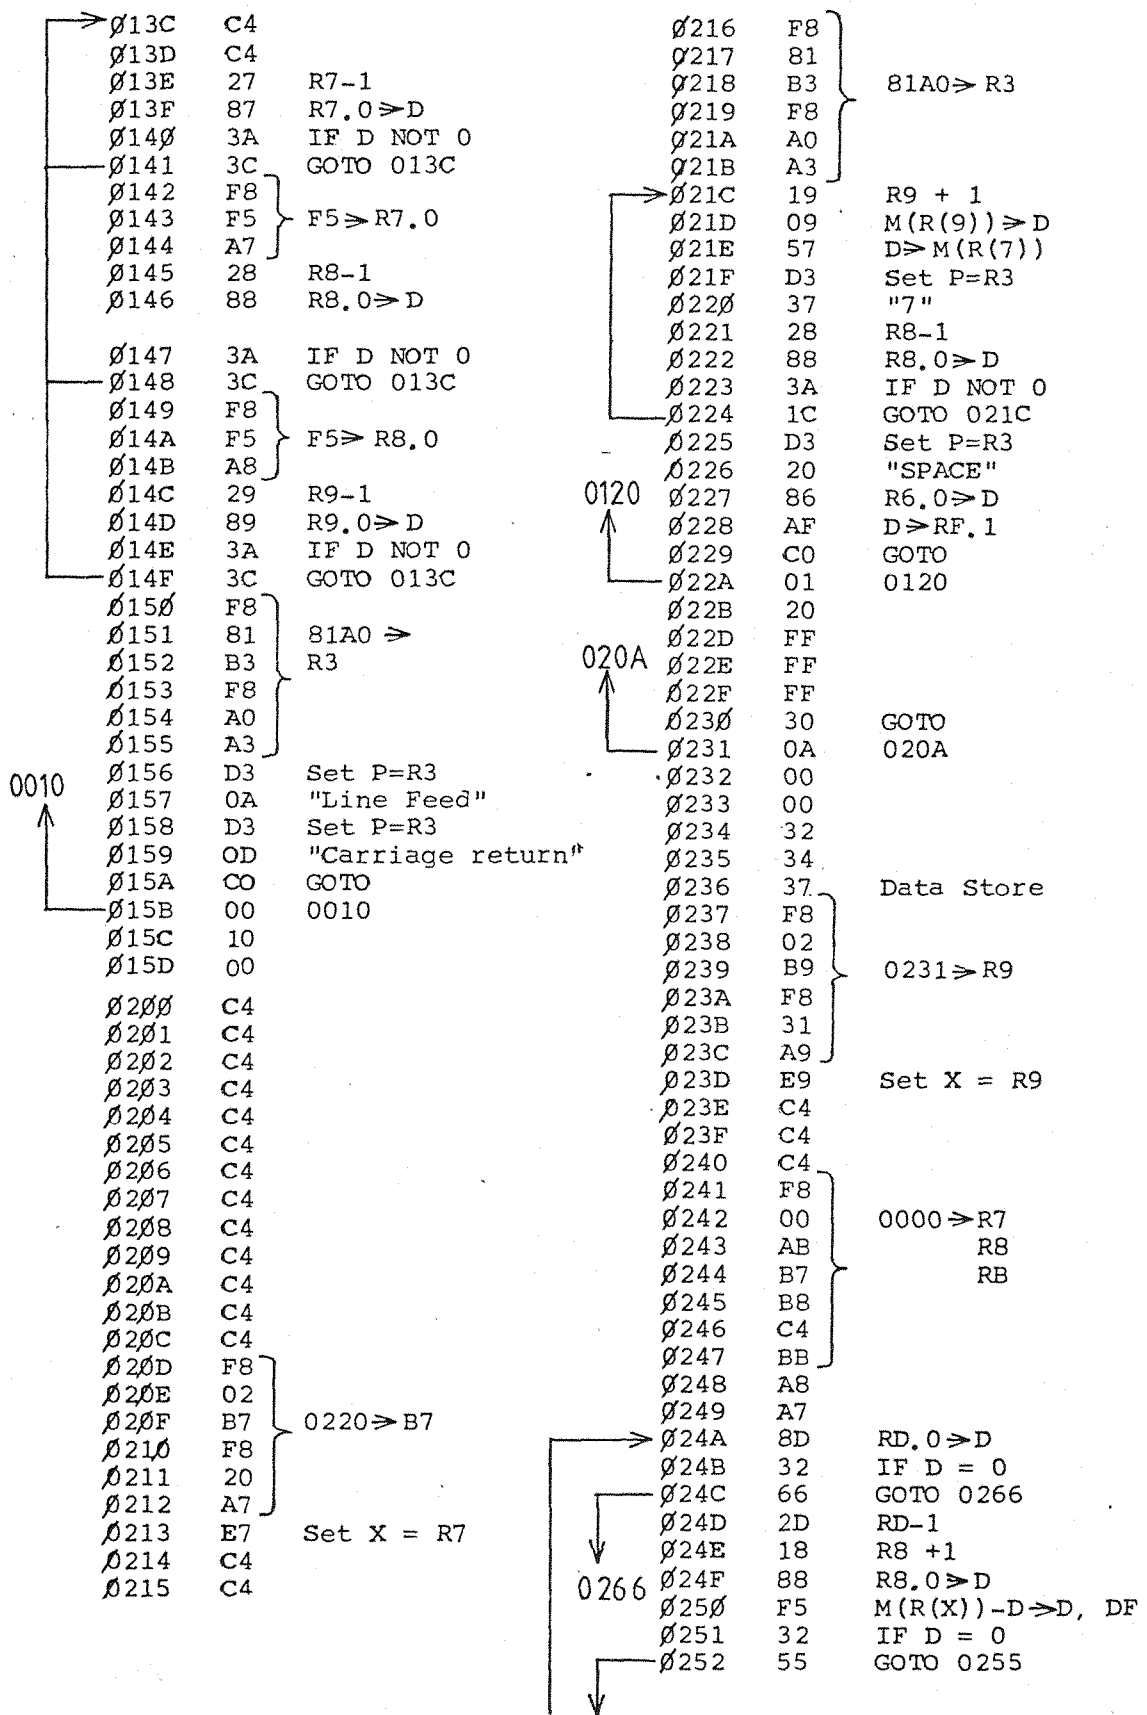 Ø13C C4
Ø13D C4
Ø13E 27 R7-1
Ø13F 87 R7.0⩾D
Ø14Ø 3A IF D NOT 0
Ø141 3C GOTO 013C
Ø142 F8
Ø143 F5 F5⩾R7.0
Ø144 A7
Ø145 28 R8-1
Ø146 88 R8.0⩾D
Ø147 3A IF D NOT 0
Ø148 3C GOTO 013C
Ø149 F8
Ø14A F5 F5⩾ R8.0
Ø14B A8
Ø14C 29 R9-1
Ø14D 89 R9.0⩾D
Ø14E 3A IF D NOT 0
Ø14F 3C GOTO 013C
Ø15Ø F8
Ø151 81 81A0 ⩾
Ø152 B3 R3
Ø153 F8
Ø154 A0
Ø155 A3
Ø156 D3 Set P=R3
0010
Ø157 0A "Line Feed"
Ø158 D3 Set P=R3
Ø159 OD "Carriage return"
Ø15A CO GOTO
Ø15B 00 0010
Ø15C 10
Ø15D 00
Ø2ØØ C4
Ø2Ø1 C4
Ø2Ø2 C4
Ø2Ø3 C4
Ø2Ø4 C4
Ø2Ø5 C4
Ø2Ø6 C4
Ø2Ø7 C4
Ø2Ø8 C4
Ø2Ø9 C4
Ø2ØA C4
Ø2ØB C4
Ø2ØC C4
Ø2ØD F8
Ø2ØE 02
Ø2ØF B7 0220⩾B7
Ø21Ø F8
Ø211 20
Ø212 A7
Ø213 E7 Set X = R7
Ø214 C4
Ø215 C4
Ø216 F8
Ø217 81
Ø218 B3 81A0⩾ R3
Ø219 F8
Ø21A A0
Ø21B A3
Ø21C 19 R9 + 1
Ø21D 09 M(R(9))⩾D
Ø21E 57 D⩾M(R(7))
Ø21F D3 Set P=R3
Ø22Ø 37 "7"
Ø221 28 R8-1
Ø222 88 R8.0⩾D
Ø223 3A IF D NOT 0
Ø224 1C GOTO 021C
Ø225 D3 Set P=R3
Ø226 20 "SPACE"
0120
Ø227 86 R6.0⩾D
Ø228 AF D⩾RF.1
Ø229 C0 GOTO
Ø22A 01 0120
Ø22B 20
Ø22D FF
020A
Ø22E FF
Ø22F FF
Ø23Ø 30 GOTO
Ø231 0A 020A
Ø232 00
Ø233 00
Ø234 32
Ø235 34
Ø236 37 Data Store
Ø237 F8
Ø238 02
Ø239 B9 0231⩾R9
Ø23A F8
Ø23B 31
Ø23C A9
Ø23D E9 Set X = R9
Ø23E C4
Ø23F C4
Ø240 C4
Ø241 F8
Ø242 00 0000⩾R7
Ø243 AB R8
Ø244 B7 RB
Ø245 B8
Ø246 C4
Ø247 BB
Ø248 A8
Ø249 A7
Ø24A 8D RD.0⩾D
Ø24B 32 IF D = 0
Ø24C 66 GOTO 0266
Ø24D 2D RD-1
Ø24E 18 R8 +1
0266
Ø24F 88 R8.0⩾D
Ø25Ø F5 M(R(X))-D⩾D, DF
Ø251 32 IF D = 0
Ø252 55 GOTO 0255